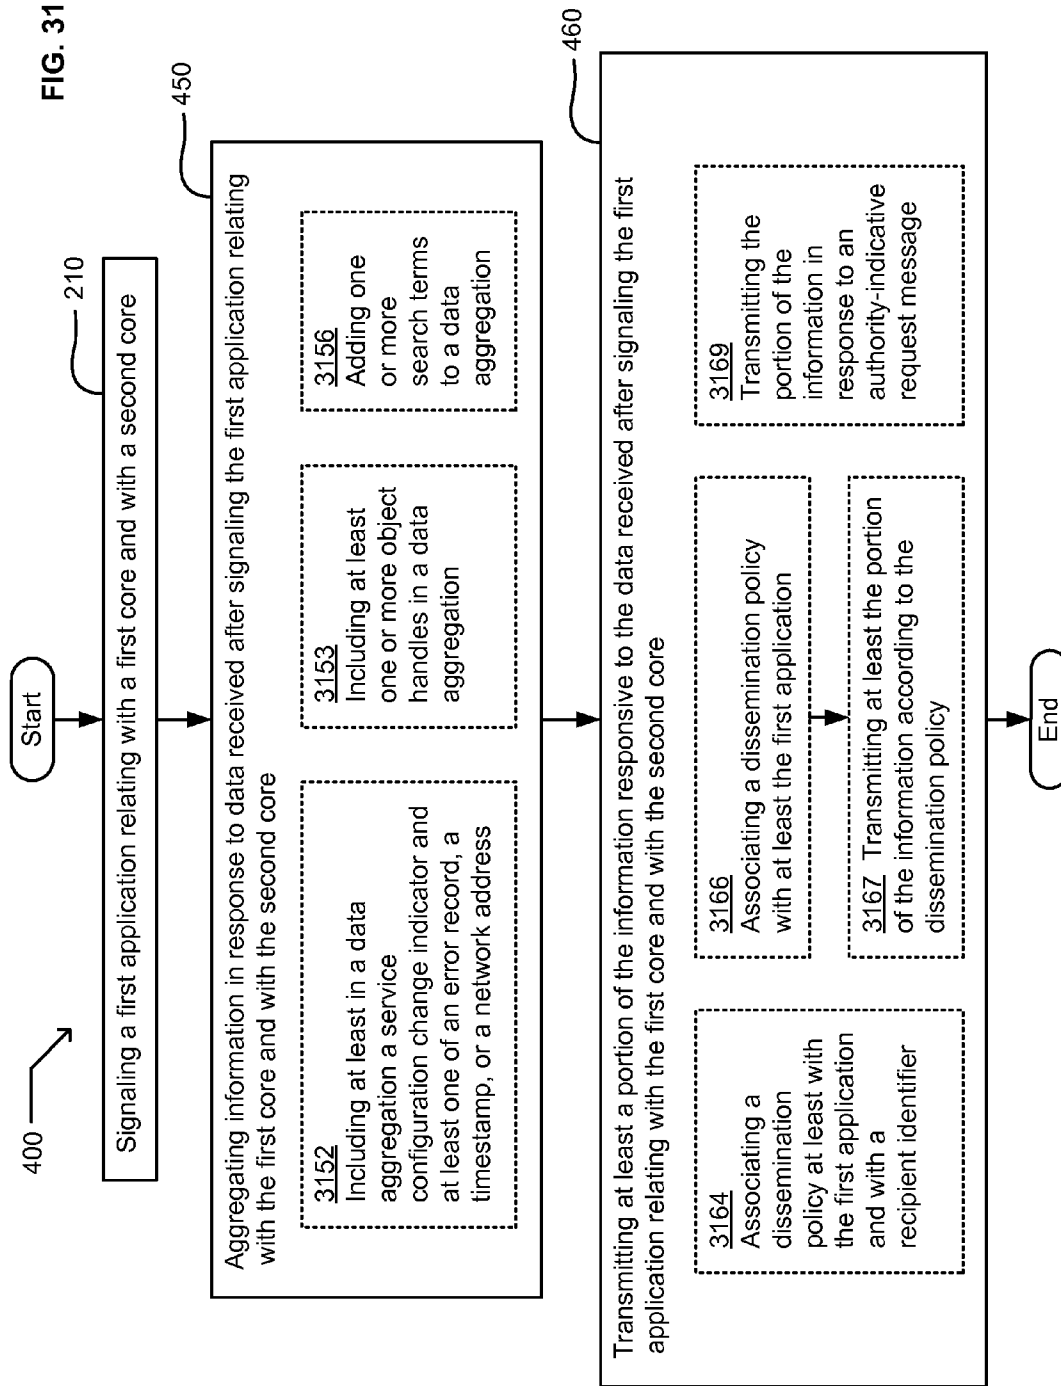 FIG. 31
400
Start
210
Signaling a first application relating with a first core and with a second core
450
Aggregating information in response to data received after signaling the first application relating
with the first core and with the second core
3152
Including at least in a data
aggregation a service
configuration change indicator and
at least one of an error record, a
timestamp, or a network address
3153
Including at least
one or more object
handles in a data
aggregation
3156
Adding one
or more
search terms
to a data
aggregation
460
Transmitting at least a portion of the information responsive to the data received after signaling the first
application relating with the first core and with the second core
3164
Associating a
dissemination
policy at least with
the first application
and with a
recipient identifier
3166
Associating a dissemination policy
with at least the first application
3167 Transmitting at least the portion
of the information according to the
dissemination policy
3169
Transmitting the
portion of the
information in
response to an
authority-indicative
request message
End